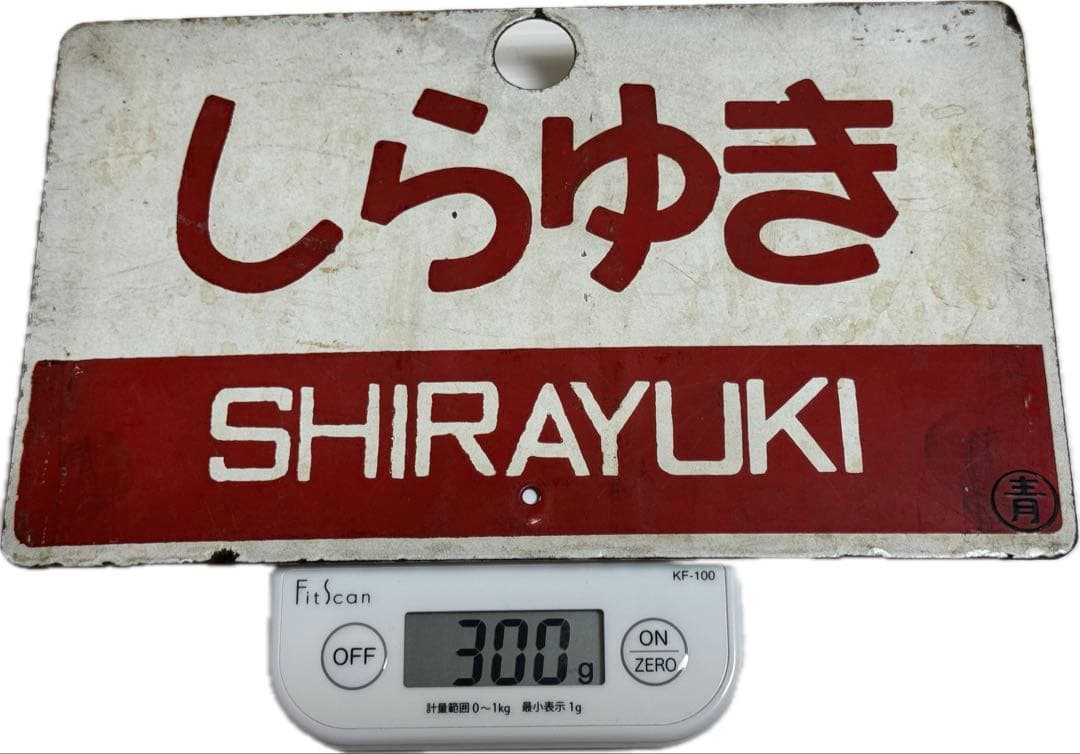 しらゆき
SHIRAYUKI
青
FitScan
KF-100
OFF
300g
ON
ZERO
計量範囲 0～1kg 最小表示 1g